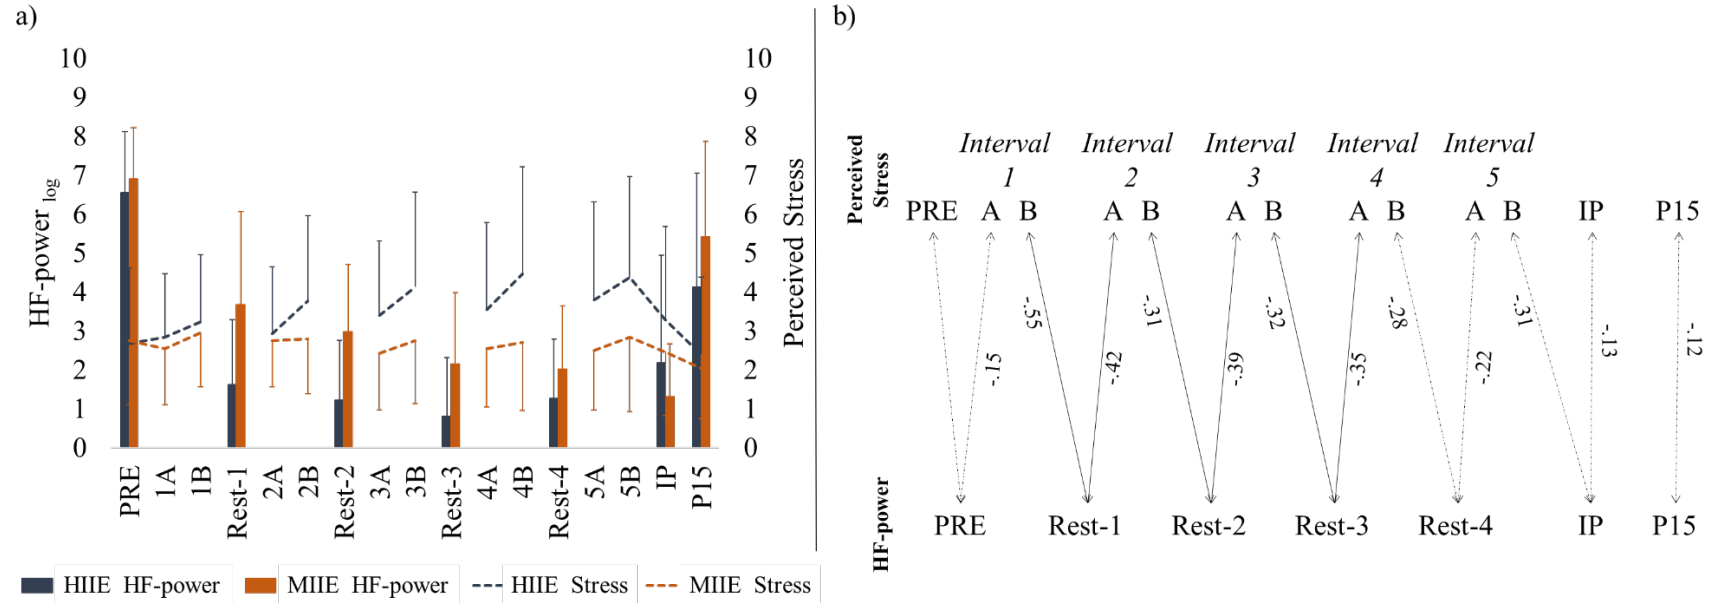 a)
HF-power log
10
9
8
7
6
5
4
3
2
1
0
10
9
8
7
6
5
4
3
2
1
0
Perceived Stress
PRE
1A
1B
Rest-1
2A
2B
Rest-2
3A
3B
Rest-3
4A
4B
Rest-4
5A
5B
IP
P15
HIIE HF-power
MIIE HF-power
HIIE Stress
MIIE Stress
b)
Perceived
Stress
Interval
1
Interval
2
Interval
3
Interval
4
Interval
5
PRE A B A B A B A B A B IP P15
-.15
-.55
-.42
-.31
-.39
-.32
-.35
-.28
-.22
-.31
-.13
-.12
HF-power
PRE Rest-1 Rest-2 Rest-3 Rest-4 IP P15